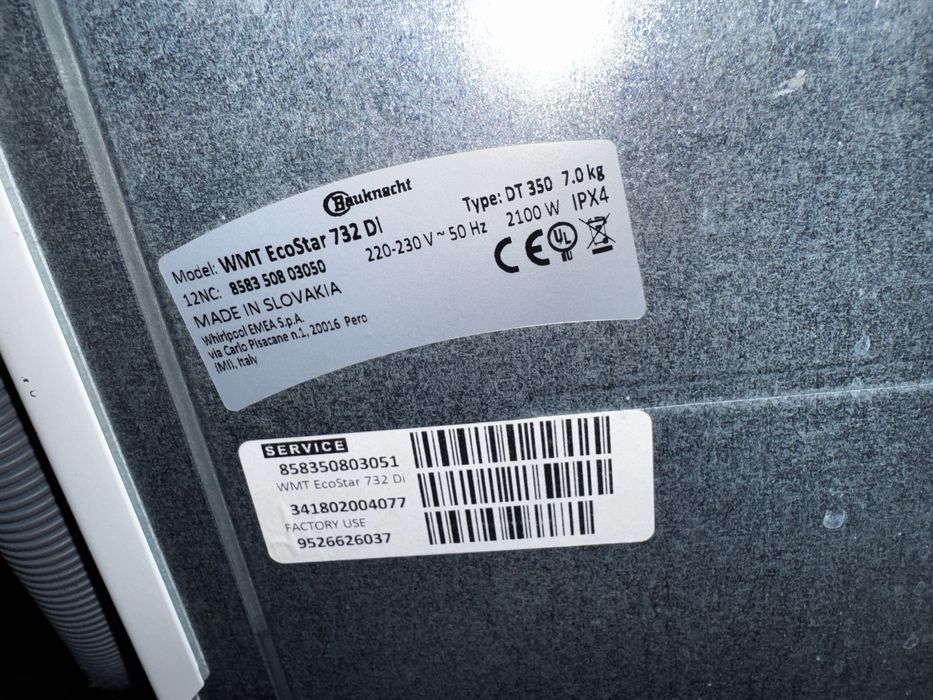 Bauknecht
Model: WMT EcoStar 732 Di
Type: DT 350 7.0 kg
12NC: 8583 508 03050
220-230 V ~ 50 Hz 2100 W IPX4
MADE IN SLOVAKIA
CE UL
Whirlpool EMEA S.p.A.
via Carlo Pisacane n.1, 20016 Pero
(MI), Italy
SERVICE
858350803051
WMT EcoStar 732 Di
341802004077
FACTORY USE
9526626037